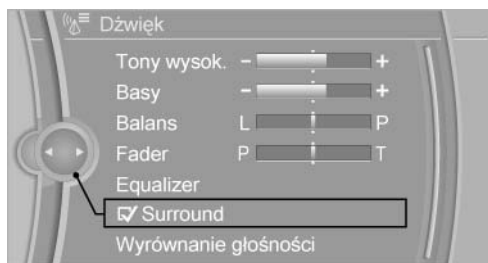 Dźwięk
Tony wysok. - +
Basy - +
Balans L P
Fader P T
Equalizer
Surround
Wyrównanie głośności